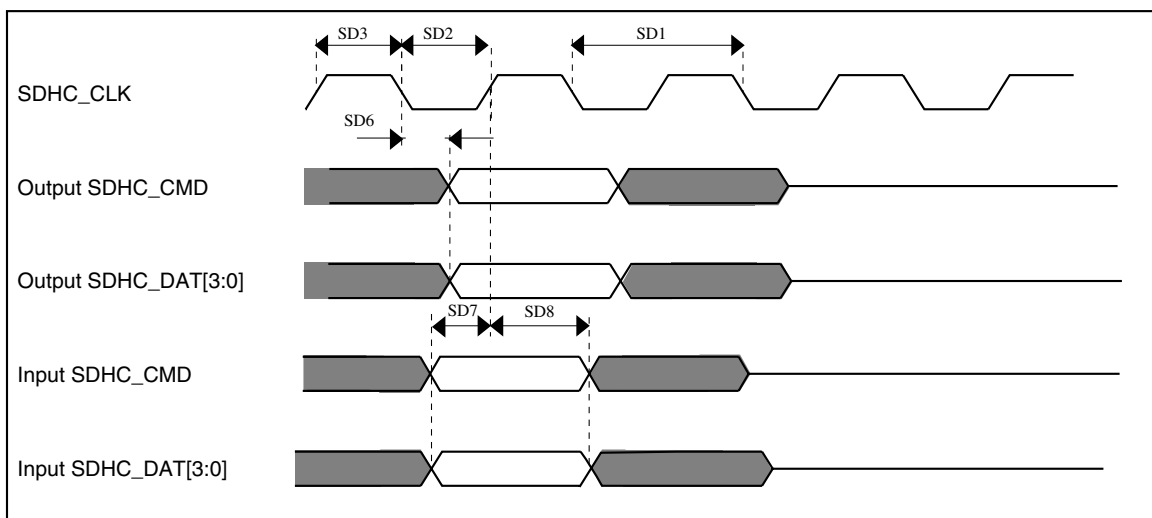 SD3 SD2 SD1
SDHC_CLK
SD6
Output SDHC_CMD
Output SDHC_DAT[3:0]
SD7 SD8
Input SDHC_CMD
Input SDHC_DAT[3:0]